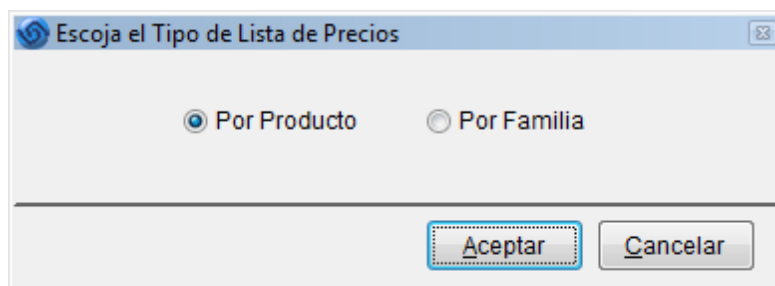 Escoja el Tipo de Lista de Precios
Por Producto Por Familia
Aceptar Cancelar